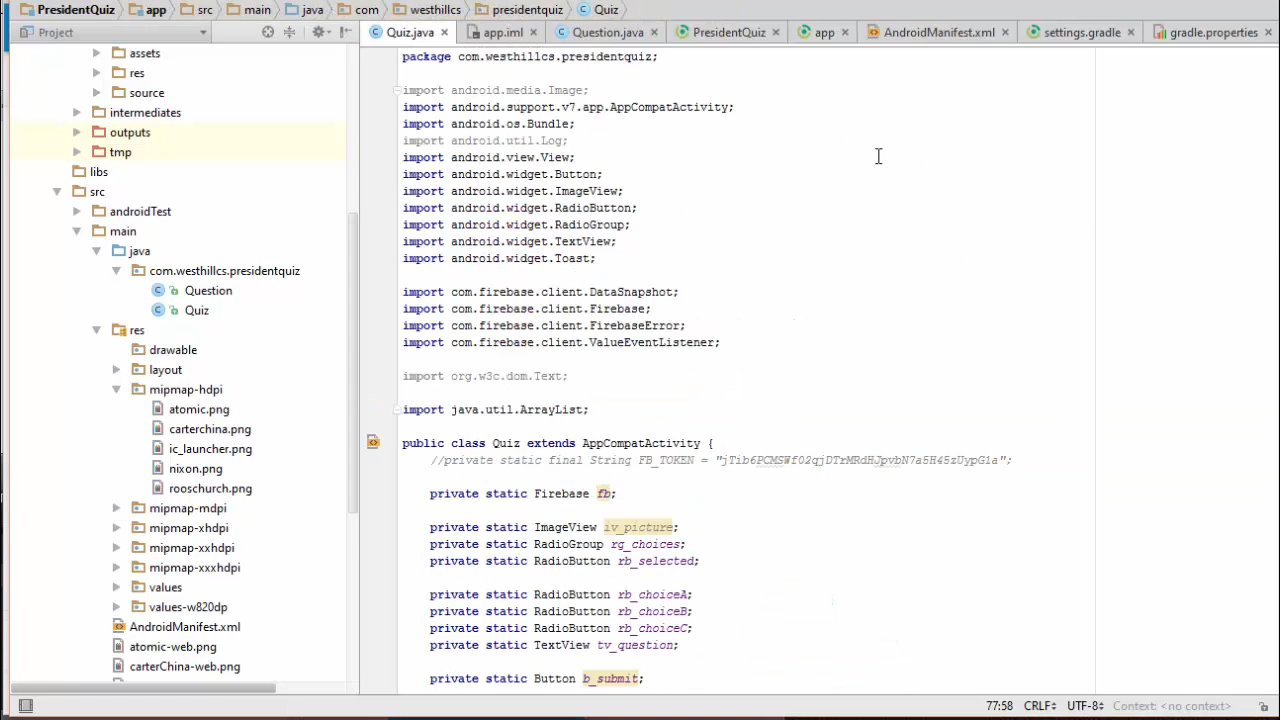 PresidentQuiz app src main java com westhillcs presidentquiz Quiz
Project
Quiz.java app.iml Question.java PresidentQuiz app AndroidManifest.xml settings.gradle gradle.properties
assets
res
source
intermediates
outputs
tmp
libs
src
androidTest
main
java
com.westhillcs.presidentquiz
Question
Quiz
res
drawable
layout
mipmap-hdpi
atomic.png
carterchina.png
ic_launcher.png
nixon.png
rooschurch.png
mipmap-mdpi
mipmap-xhdpi
mipmap-xxhdpi
mipmap-xxxhdpi
values
values-w820dp
AndroidManifest.xml
atomic-web.png
carterChina-web.png
package com.westhillcs.presidentquiz;
import android.media.Image;
import android.support.v7.app.AppCompatActivity;
import android.os.Bundle;
import android.util.Log;
import android.view.View;
import android.widget.Button;
import android.widget.ImageView;
import android.widget.RadioButton;
import android.widget.RadioGroup;
import android.widget.TextView;
import android.widget.Toast;
import com.firebase.client.DataSnapshot;
import com.firebase.client.Firebase;
import com.firebase.client.FirebaseError;
import com.firebase.client.ValueEventListener;
import org.w3c.dom.Text;
import java.util.ArrayList;
public class Quiz extends AppCompatActivity {
//private static final String FB_TOKEN = "jTib6PCMSWf02qjDTrMRdHJpvbN7a5H45zUypG1a";
private static Firebase fb;
private static ImageView iv_picture;
private static RadioGroup rg_choices;
private static RadioButton rb_selected;
private static RadioButton rb_choiceA;
private static RadioButton rb_choiceB;
private static RadioButton rb_choiceC;
private static TextView tv_question;
private static Button b_submit;
77:58 CRLF UTF-8 Context: <no context>